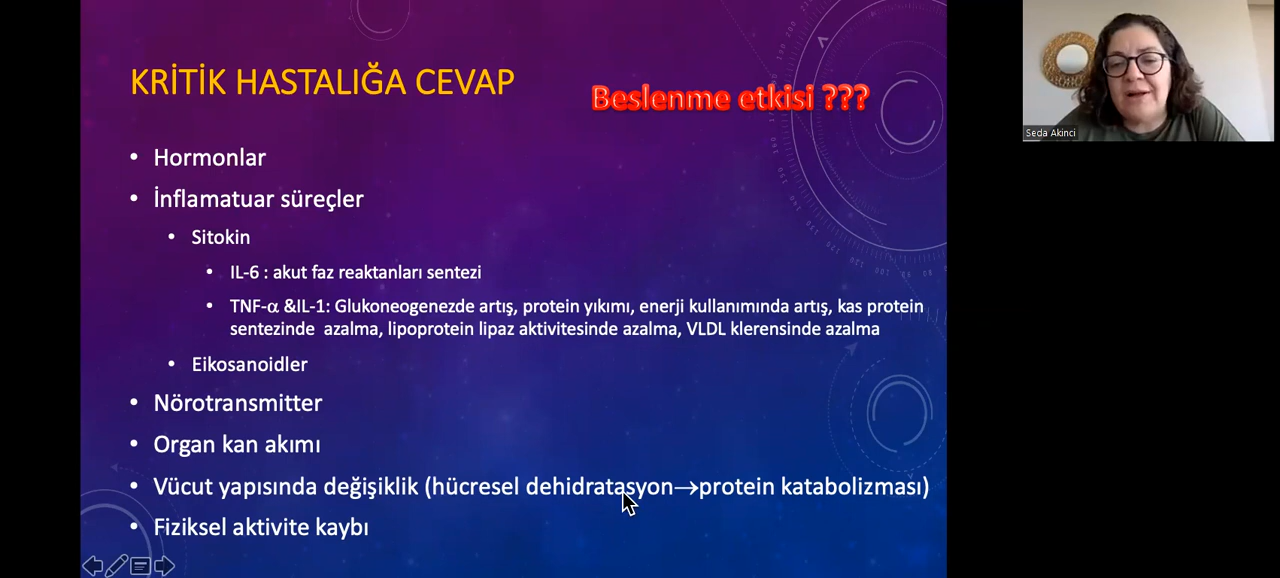 KRİTİK HASTALIĞA CEVAP
Beslenme etkisi ???
• Hormonlar
• İnflamatuar süreçler
• Sitokin
• IL-6 : akut faz reaktanları sentezi
• TNF-α &IL-1: Glukoneogenezde artış, protein yıkımı, enerji kullanımında artış, kas protein
sentezinde azalma, lipoprotein lipaz aktivitesinde azalma, VLDL klerensinde azalma
• Eikosanoidler
• Nörotransmitter
• Organ kan akımı
• Vücut yapısında değişiklik (hücresel dehidratasyon→protein katabolizması)
• Fiziksel aktivite kaybı
Seda Akinci